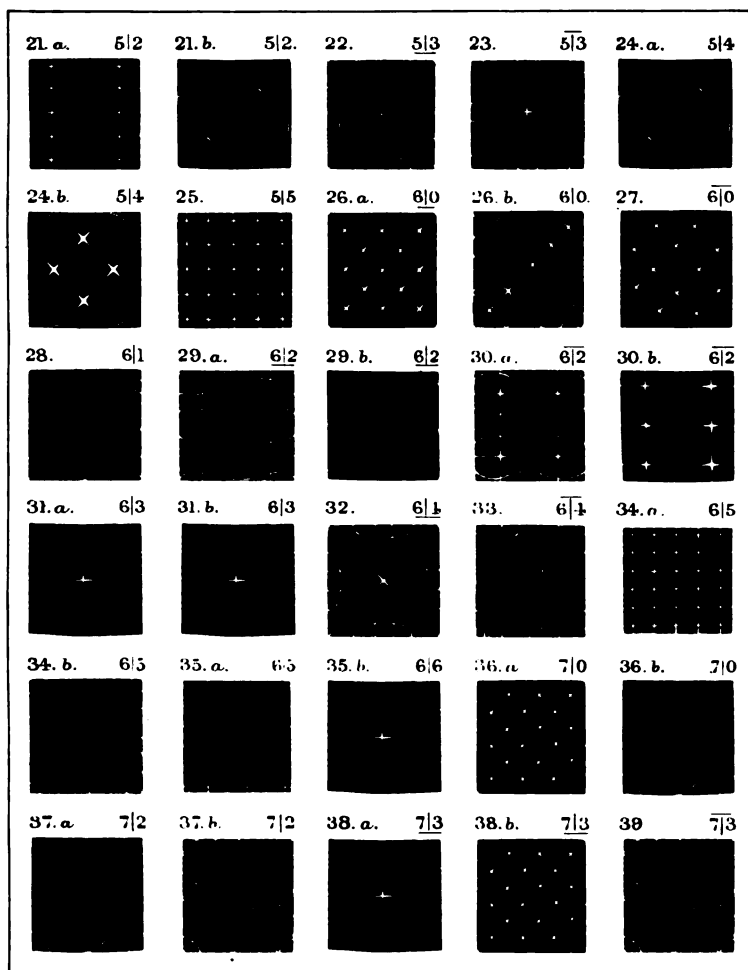 21. a. 5|2 21. b. 5|2. 22. 5|3 23. 5|3 24. a. 5|4
24. b. 5|4 25. 5|5 26. a. 6|0 26. b. 6|0. 27. 6|0
28. 6|1 29. a. 6|2 29. b. 6|2 30. a. 6|2 30. b. 6|2
31. a. 6|3 31. b. 6|3 32. 6|4 33. 6|4 34. a. 6|5
34. b. 6|5 35. a. 6 5 35. b. 6|6 36. a 7|0 36. b. 7|0
37. a 7|2 37. b. 7|2 38. a. 7|3 38. b. 7|3 39 7|3